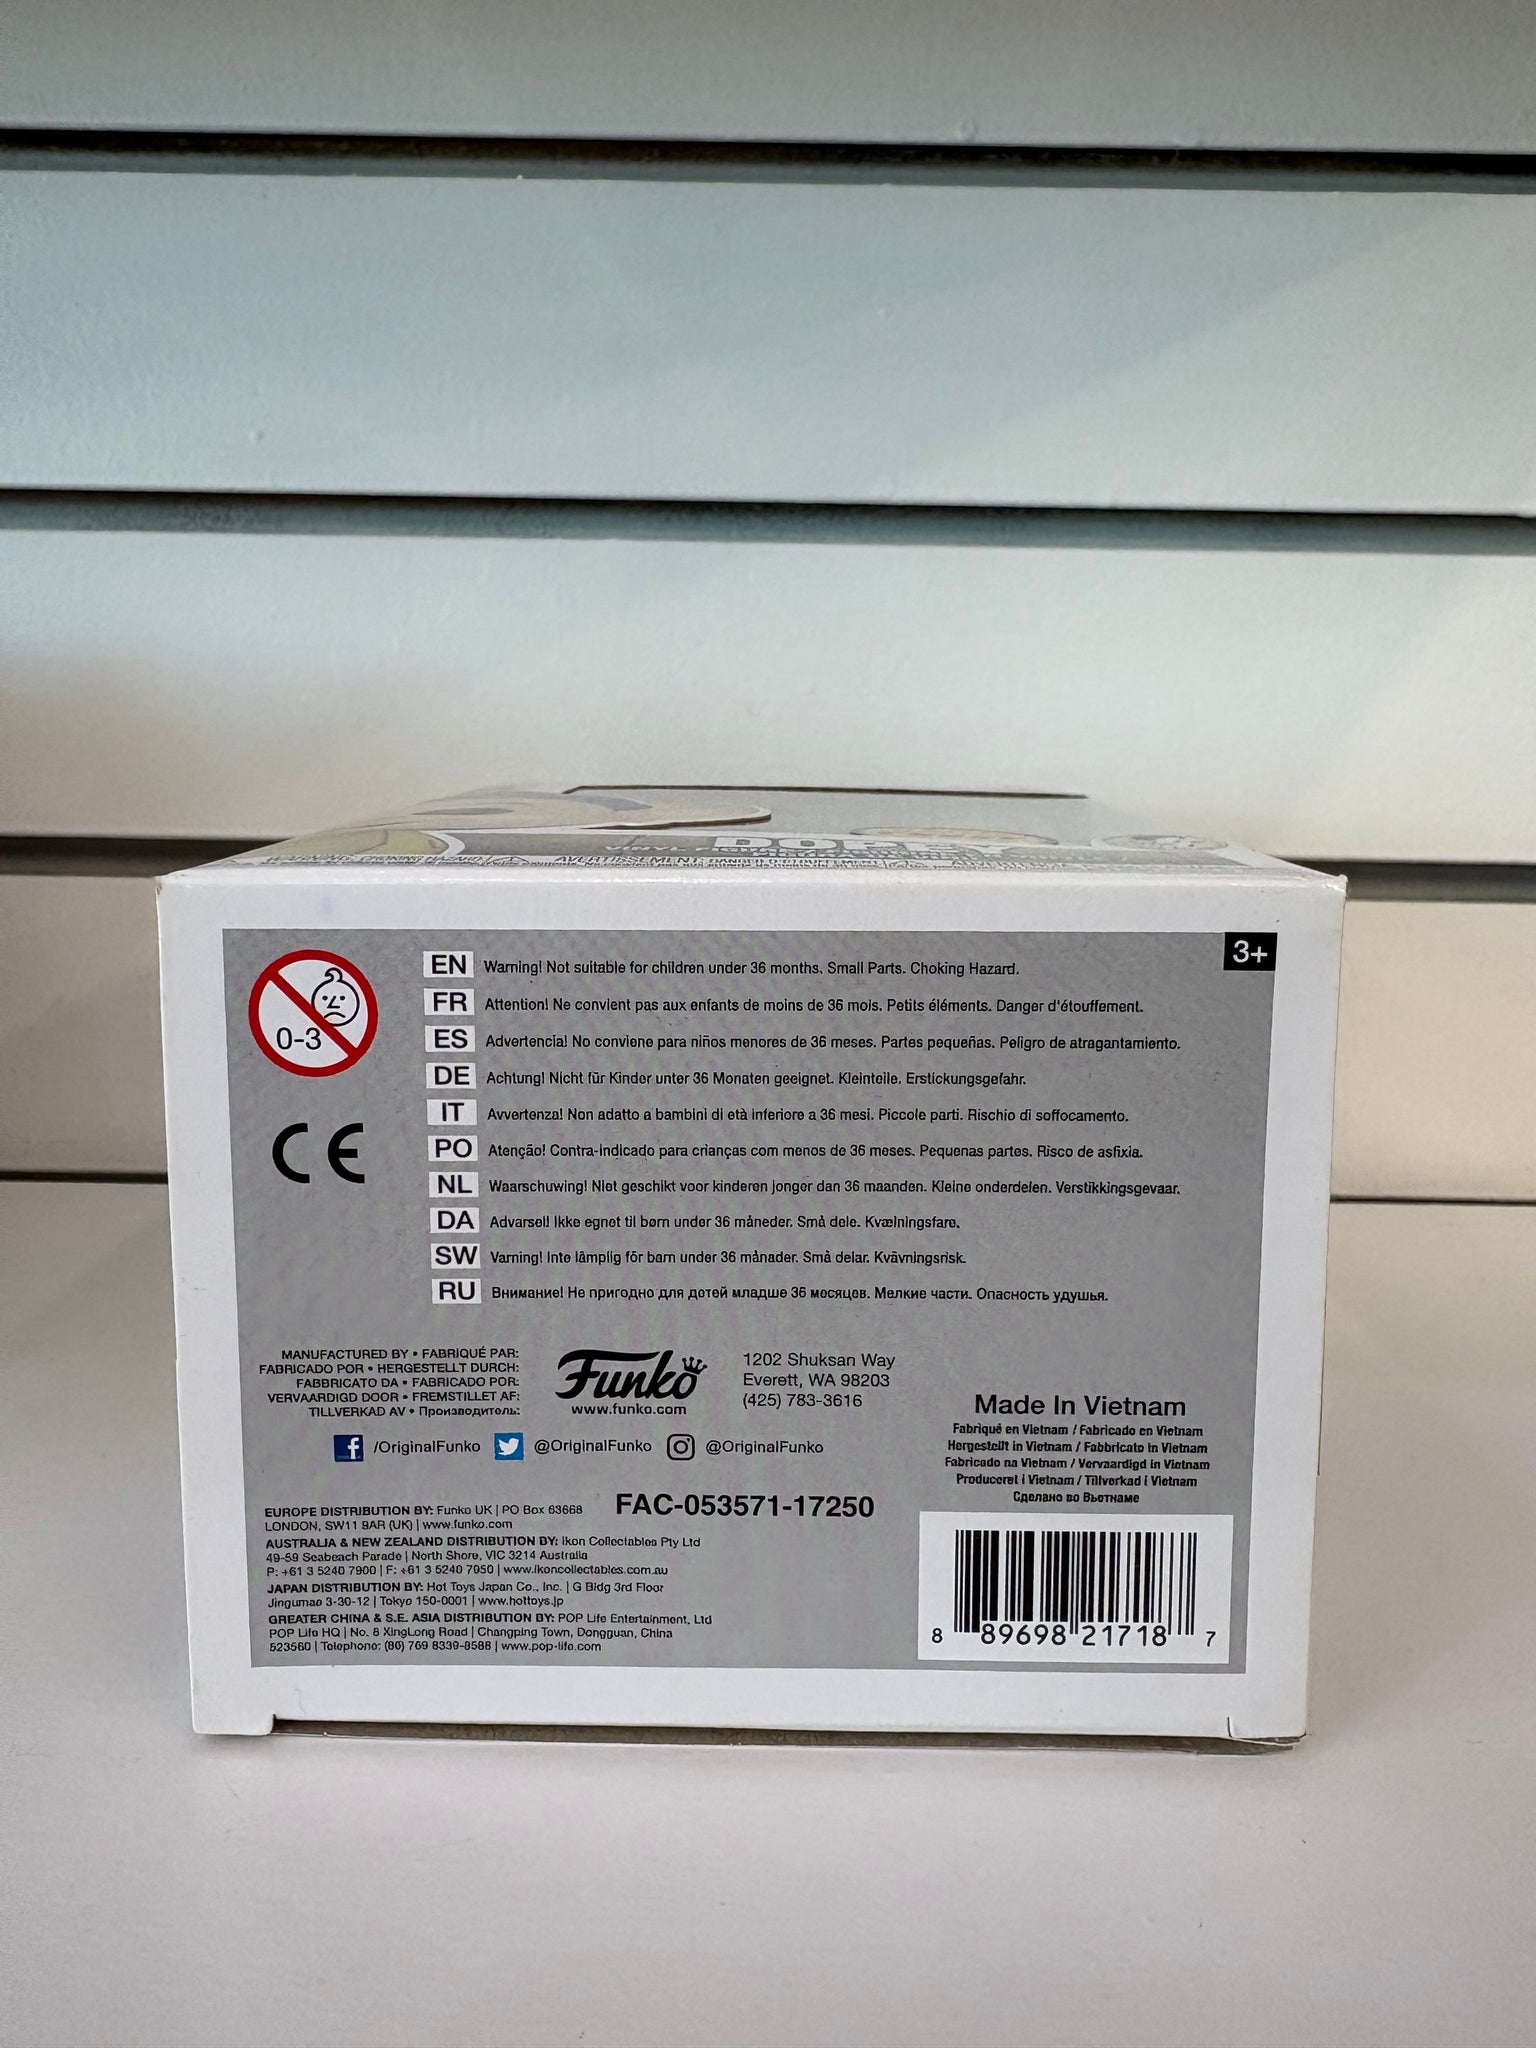 DOPEY
3+
0-3
EN Warning! Not suitable for children under 36 months. Small Parts. Choking Hazard.
FR Attention! Ne convient pas aux enfants de moins de 36 mois. Petits éléments. Danger d'étouffement.
ES Advertencia! No conviene para niños menores de 36 meses. Partes pequeñas. Peligro de atragantamiento.
DE Achtung! Nicht für Kinder unter 36 Monaten geeignet. Kleinteile. Erstickungsgefahr.
IT Avvertenza! Non adatto a bambini di età inferiore a 36 mesi. Piccole parti. Rischio di soffocamento.
PO Atenção! Contra-indicado para crianças com menos de 36 meses. Pequenas partes. Risco de asfixia.
NL Waarschuwing! Niet geschikt voor kinderen jonger dan 36 maanden. Kleine onderdelen. Verstikkingsgevaar.
DA Advarsel! Ikke egnet til børn under 36 måneder. Små dele. Kvælningsfare.
SW Varning! Inte lämplig för barn under 36 månader. Små delar. Kvävningsrisk.
RU Внимание! Не пригодно для детей младше 36 месяцев. Мелкие части. Опасность удушья.
CE
MANUFACTURED BY • FABRIQUÉ PAR:
FABRICADO POR • HERGESTELLT DURCH:
FABBRICATO DA • FABRICADO POR:
VERVAARDIGD DOOR • FREMSTILLET AF:
TILLVERKAD AV • Производитель:
Funko
www.funko.com
1202 Shuksan Way
Everett, WA 98203
(425) 783-3616
/OriginalFunko @OriginalFunko @OriginalFunko
Made In Vietnam
Fabriqué en Vietnam / Fabricado en Vietnam
Hergestellt in Vietnam / Fabbricato in Vietnam
Fabricado na Vietnam / Vervaardigd in Vietnam
Produceret i Vietnam / Tillverkad i Vietnam
Сделано во Вьетнаме
FAC-053571-17250
EUROPE DISTRIBUTION BY: Funko UK | PO Box 63668
LONDON, SW11 9AR (UK) | www.funko.com
AUSTRALIA & NEW ZEALAND DISTRIBUTION BY: Ikon Collectables Pty Ltd
49-59 Seabeach Parade | North Shore, VIC 3214 Australia
P: +61 3 5240 7900 | F: +61 3 5240 7950 | www.ikoncollectables.com.au
JAPAN DISTRIBUTION BY: Hot Toys Japan Co., Inc. | G Bldg 3rd Floor
Jingumae 3-30-12 | Tokyo 150-0001 | www.hottoys.jp
GREATER CHINA & S.E. ASIA DISTRIBUTION BY: POP Life Entertainment, Ltd
POP Life HQ | No. 8 XingLong Road | Changping Town, Dongguan, China
523560 | Telephone: (86) 769 8339-9588 | www.pop-life.com
8 89698 21718 7